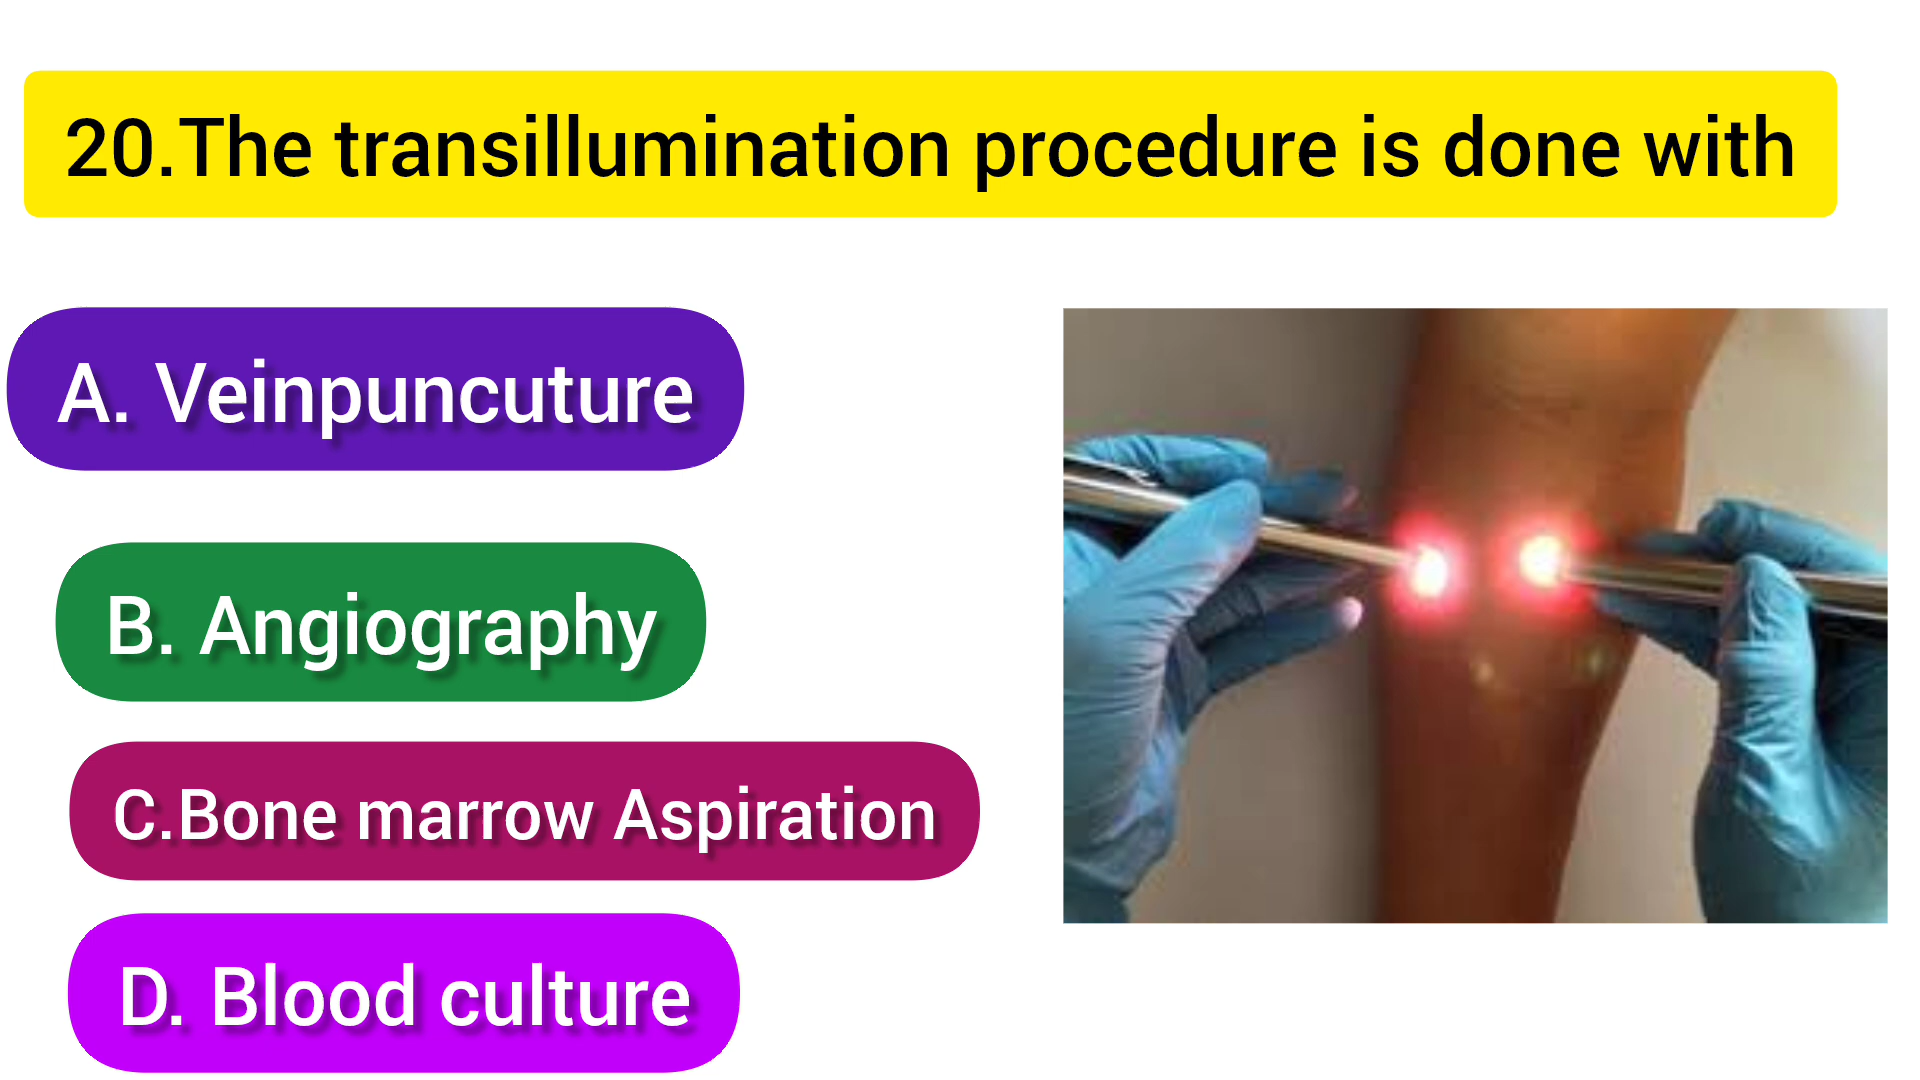 20.The transillumination procedure is done with
A. Veinpuncuture
B. Angiography
C.Bone marrow Aspiration
D. Blood culture